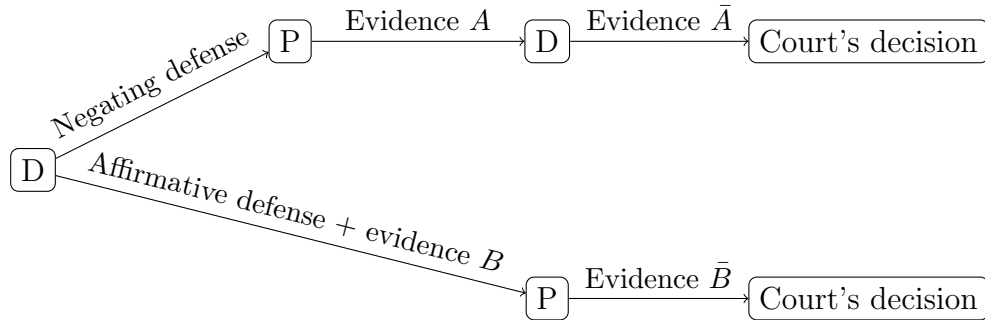 P
Evidence A
D
Evidence Ā
Court's decision
Negating defense
D
Affirmative defense + evidence B
P
Evidence B̄
Court's decision